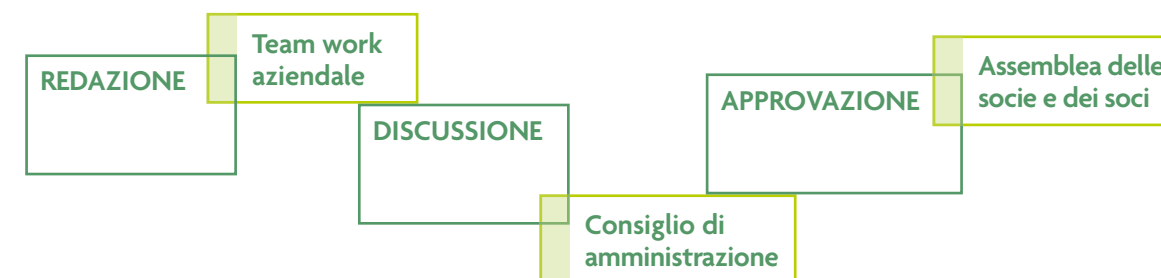 REDAZIONE
Team work
aziendale
DISCUSSIONE
Consiglio di
amministrazione
APPROVAZIONE
Assemblea delle
socie e dei soci